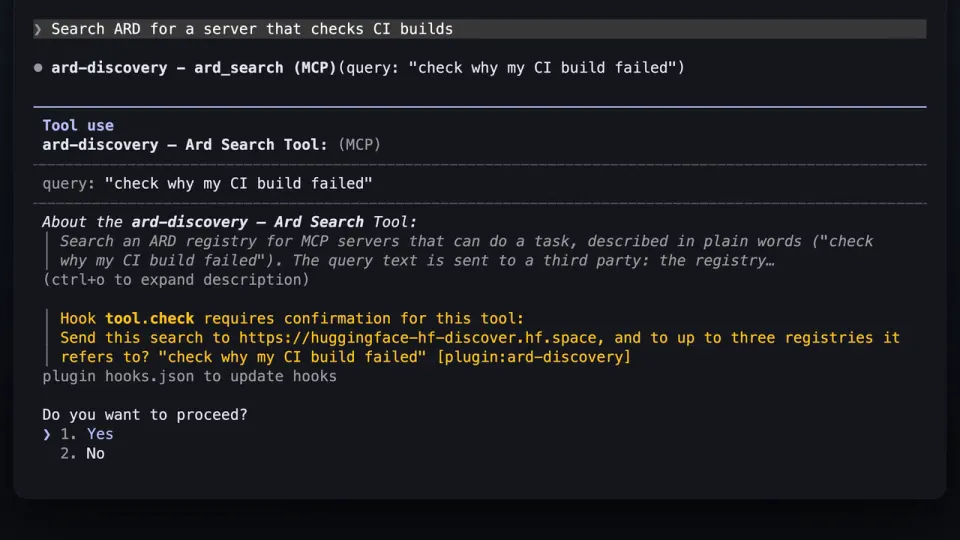 ❯ Search ARD for a server that checks CI builds
● ard-discovery – ard_search (MCP)(query: "check why my CI build failed")
Tool use
ard-discovery – Ard Search Tool: (MCP)
query: "check why my CI build failed"
About the ard-discovery – Ard Search Tool:
Search an ARD registry for MCP servers that can do a task, described in plain words ("check
why my CI build failed"). The query text is sent to a third party: the registry…
(ctrl+o to expand description)
Hook tool.check requires confirmation for this tool:
Send this search to https://huggingface-hf-discover.hf.space, and to up to three registries it
refers to? "check why my CI build failed" [plugin:ard-discovery]
plugin hooks.json to update hooks
Do you want to proceed?
❯ 1. Yes
2. No